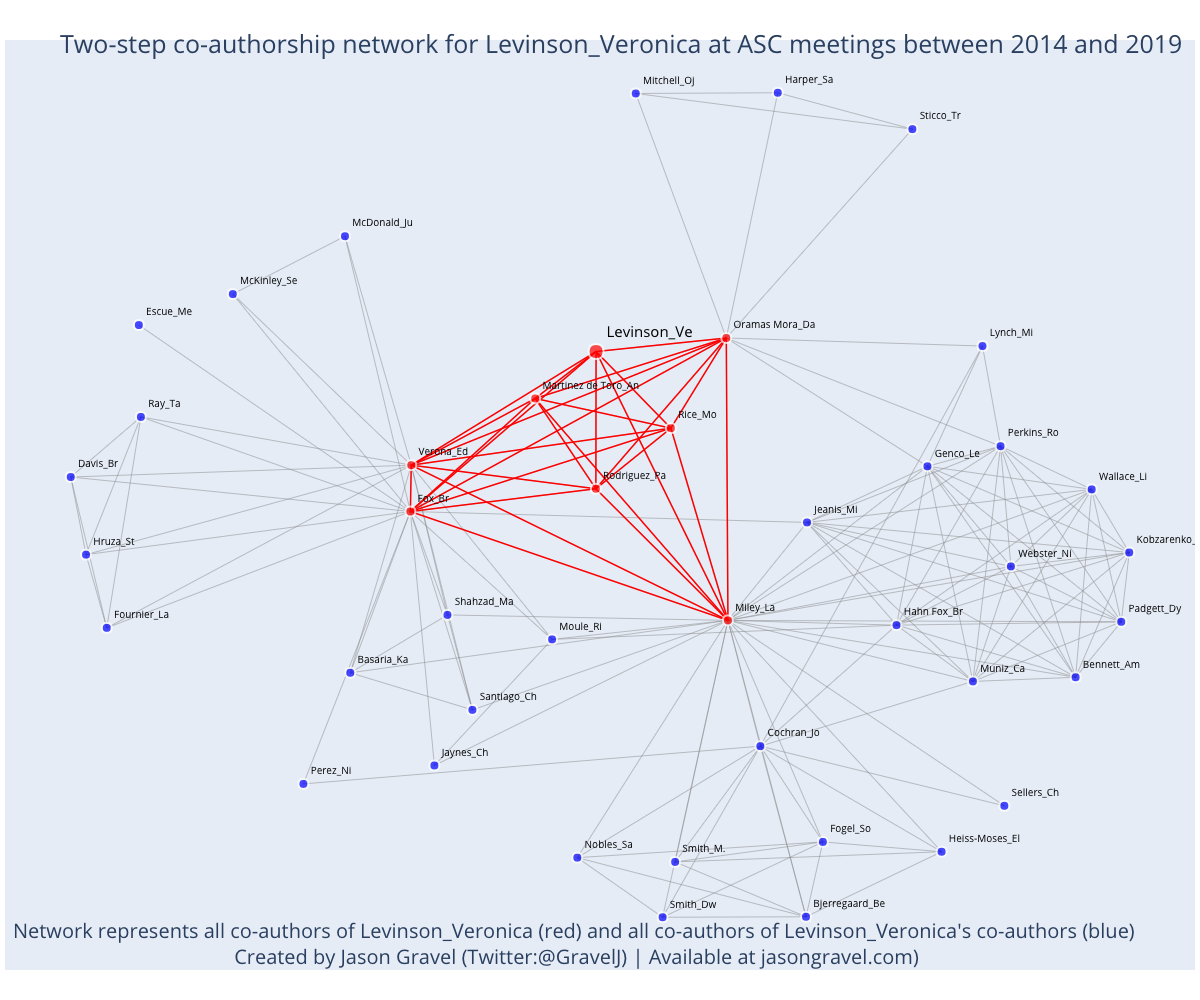 Two-step co-authorship network for Levinson_Veronica at ASC meetings between 2014 and 2019
Mitchell_Oj
Harper_Sa
Sticco_Tr
McDonald_Ju
McKinley_Se
Escue_Me
Levinson_Ve
Oramas Mora_Da
Lynch_Mi
Martinez de Toro_An
Ray_Ta
Rice_Mo
Perkins_Ro
Verona_Ed
Genco_Le
Davis_Br
Rodriguez_Pa
Wallace_Li
Fox_Br
Jeanis_Mi
Hruza_St
Webster_Ni
Kobzarenko_
Shahzad_Ma
Miley_La
Hahn Fox_Br
Padgett_Dy
Fournier_La
Moule_Ri
Basaria_Ka
Muniz_Ca
Bennett_Am
Santiago_Ch
Cochran_Jo
Jaynes_Ch
Perez_Ni
Sellers_Ch
Fogel_So
Heiss-Moses_El
Nobles_Sa
Smith_M.
Smith_Dw
Bjerregaard_Be
Network represents all co-authors of Levinson_Veronica (red) and all co-authors of Levinson_Veronica's co-authors (blue)
Created by Jason Gravel (Twitter:@GravelJ) | Available at jasongravel.com)